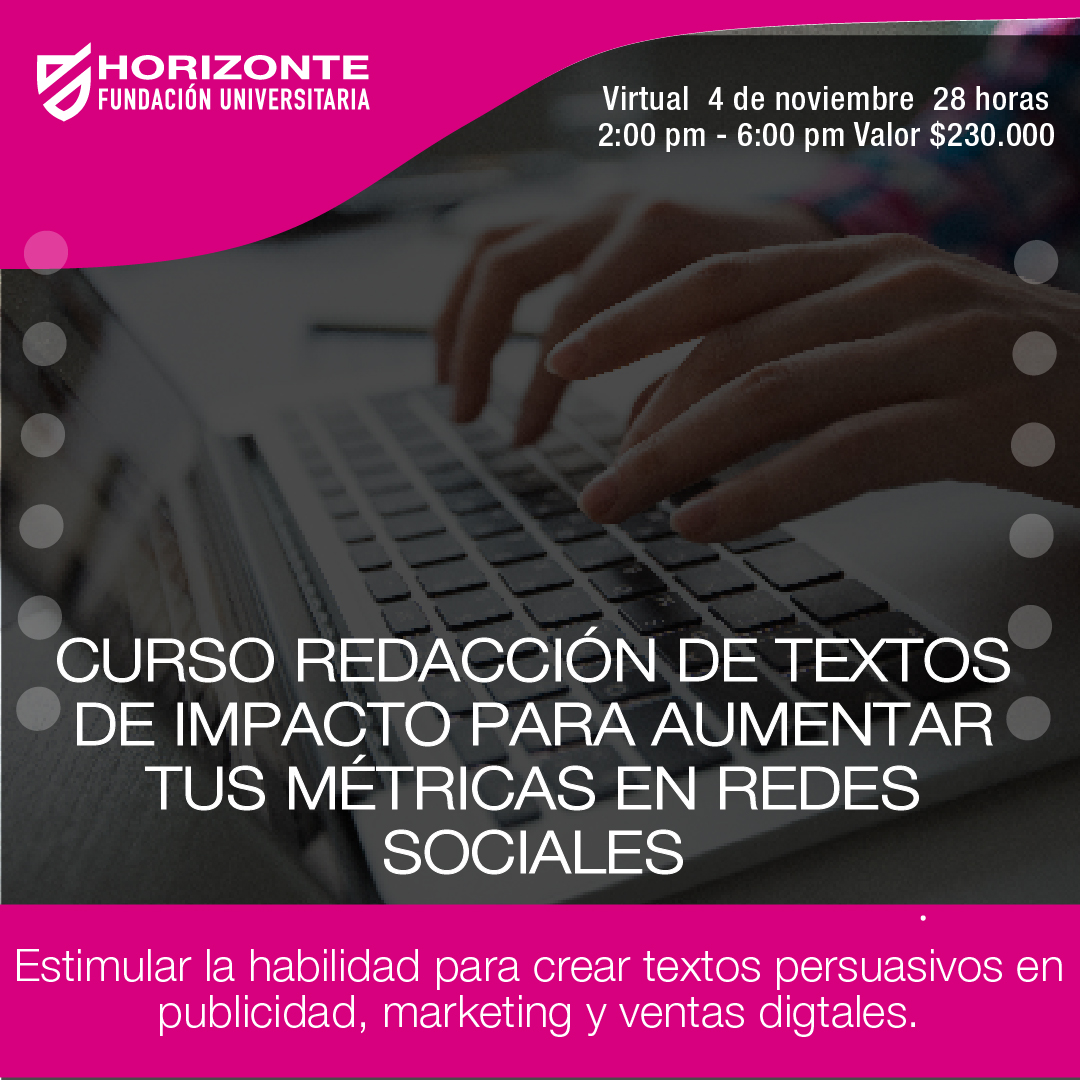 HORIZONTE
FUNDACIÓN UNIVERSITARIA
Virtual 4 de noviembre 28 horas
2:00 pm - 6:00 pm Valor $230.000
CURSO REDACCIÓN DE TEXTOS
DE IMPACTO PARA AUMENTAR
TUS MÉTRICAS EN REDES
SOCIALES
.
Estimular la habilidad para crear textos persuasivos en
publicidad, marketing y ventas digtales.